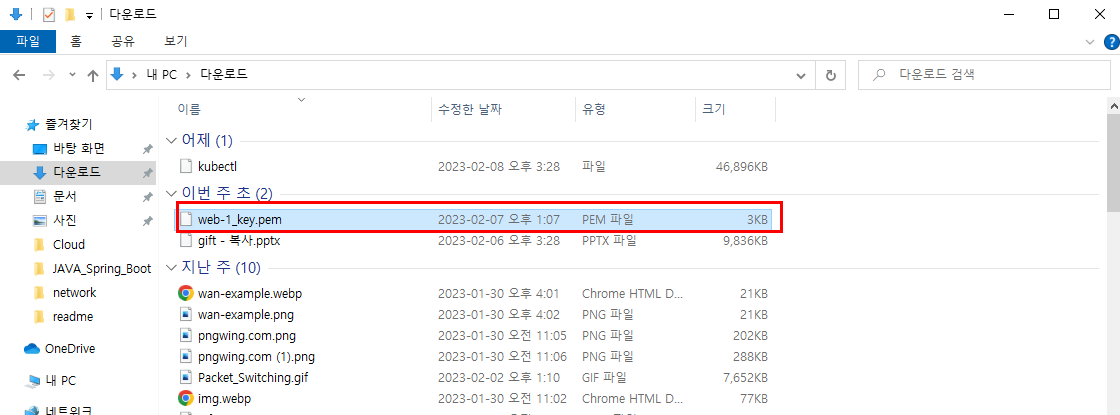 다운로드
파일 홈 공유 보기
내 PC 다운로드 다운로드 검색
이름 수정한 날짜 유형 크기
즐겨찾기
바탕 화면
다운로드
문서
사진
Cloud
JAVA_Spring_Boot
network
readme
OneDrive
내 PC
네트워크
어제 (1)
kubectl 2023-02-08 오후 3:28 파일 46,896KB
이번 주 초 (2)
web-1_key.pem 2023-02-07 오후 1:07 PEM 파일 3KB
gift - 복사.pptx 2023-02-06 오후 3:28 PPTX 파일 9,836KB
지난 주 (10)
wan-example.webp 2023-01-30 오후 4:01 Chrome HTML D... 21KB
wan-example.png 2023-01-30 오후 4:02 PNG 파일 21KB
pngwing.com.png 2023-01-30 오전 11:05 PNG 파일 202KB
pngwing.com (1).png 2023-01-30 오전 11:06 PNG 파일 288KB
Packet_Switching.gif 2023-02-02 오후 1:10 GIF 파일 7,652KB
img.webp 2023-01-30 오전 11:02 Chrome HTML D... 77KB